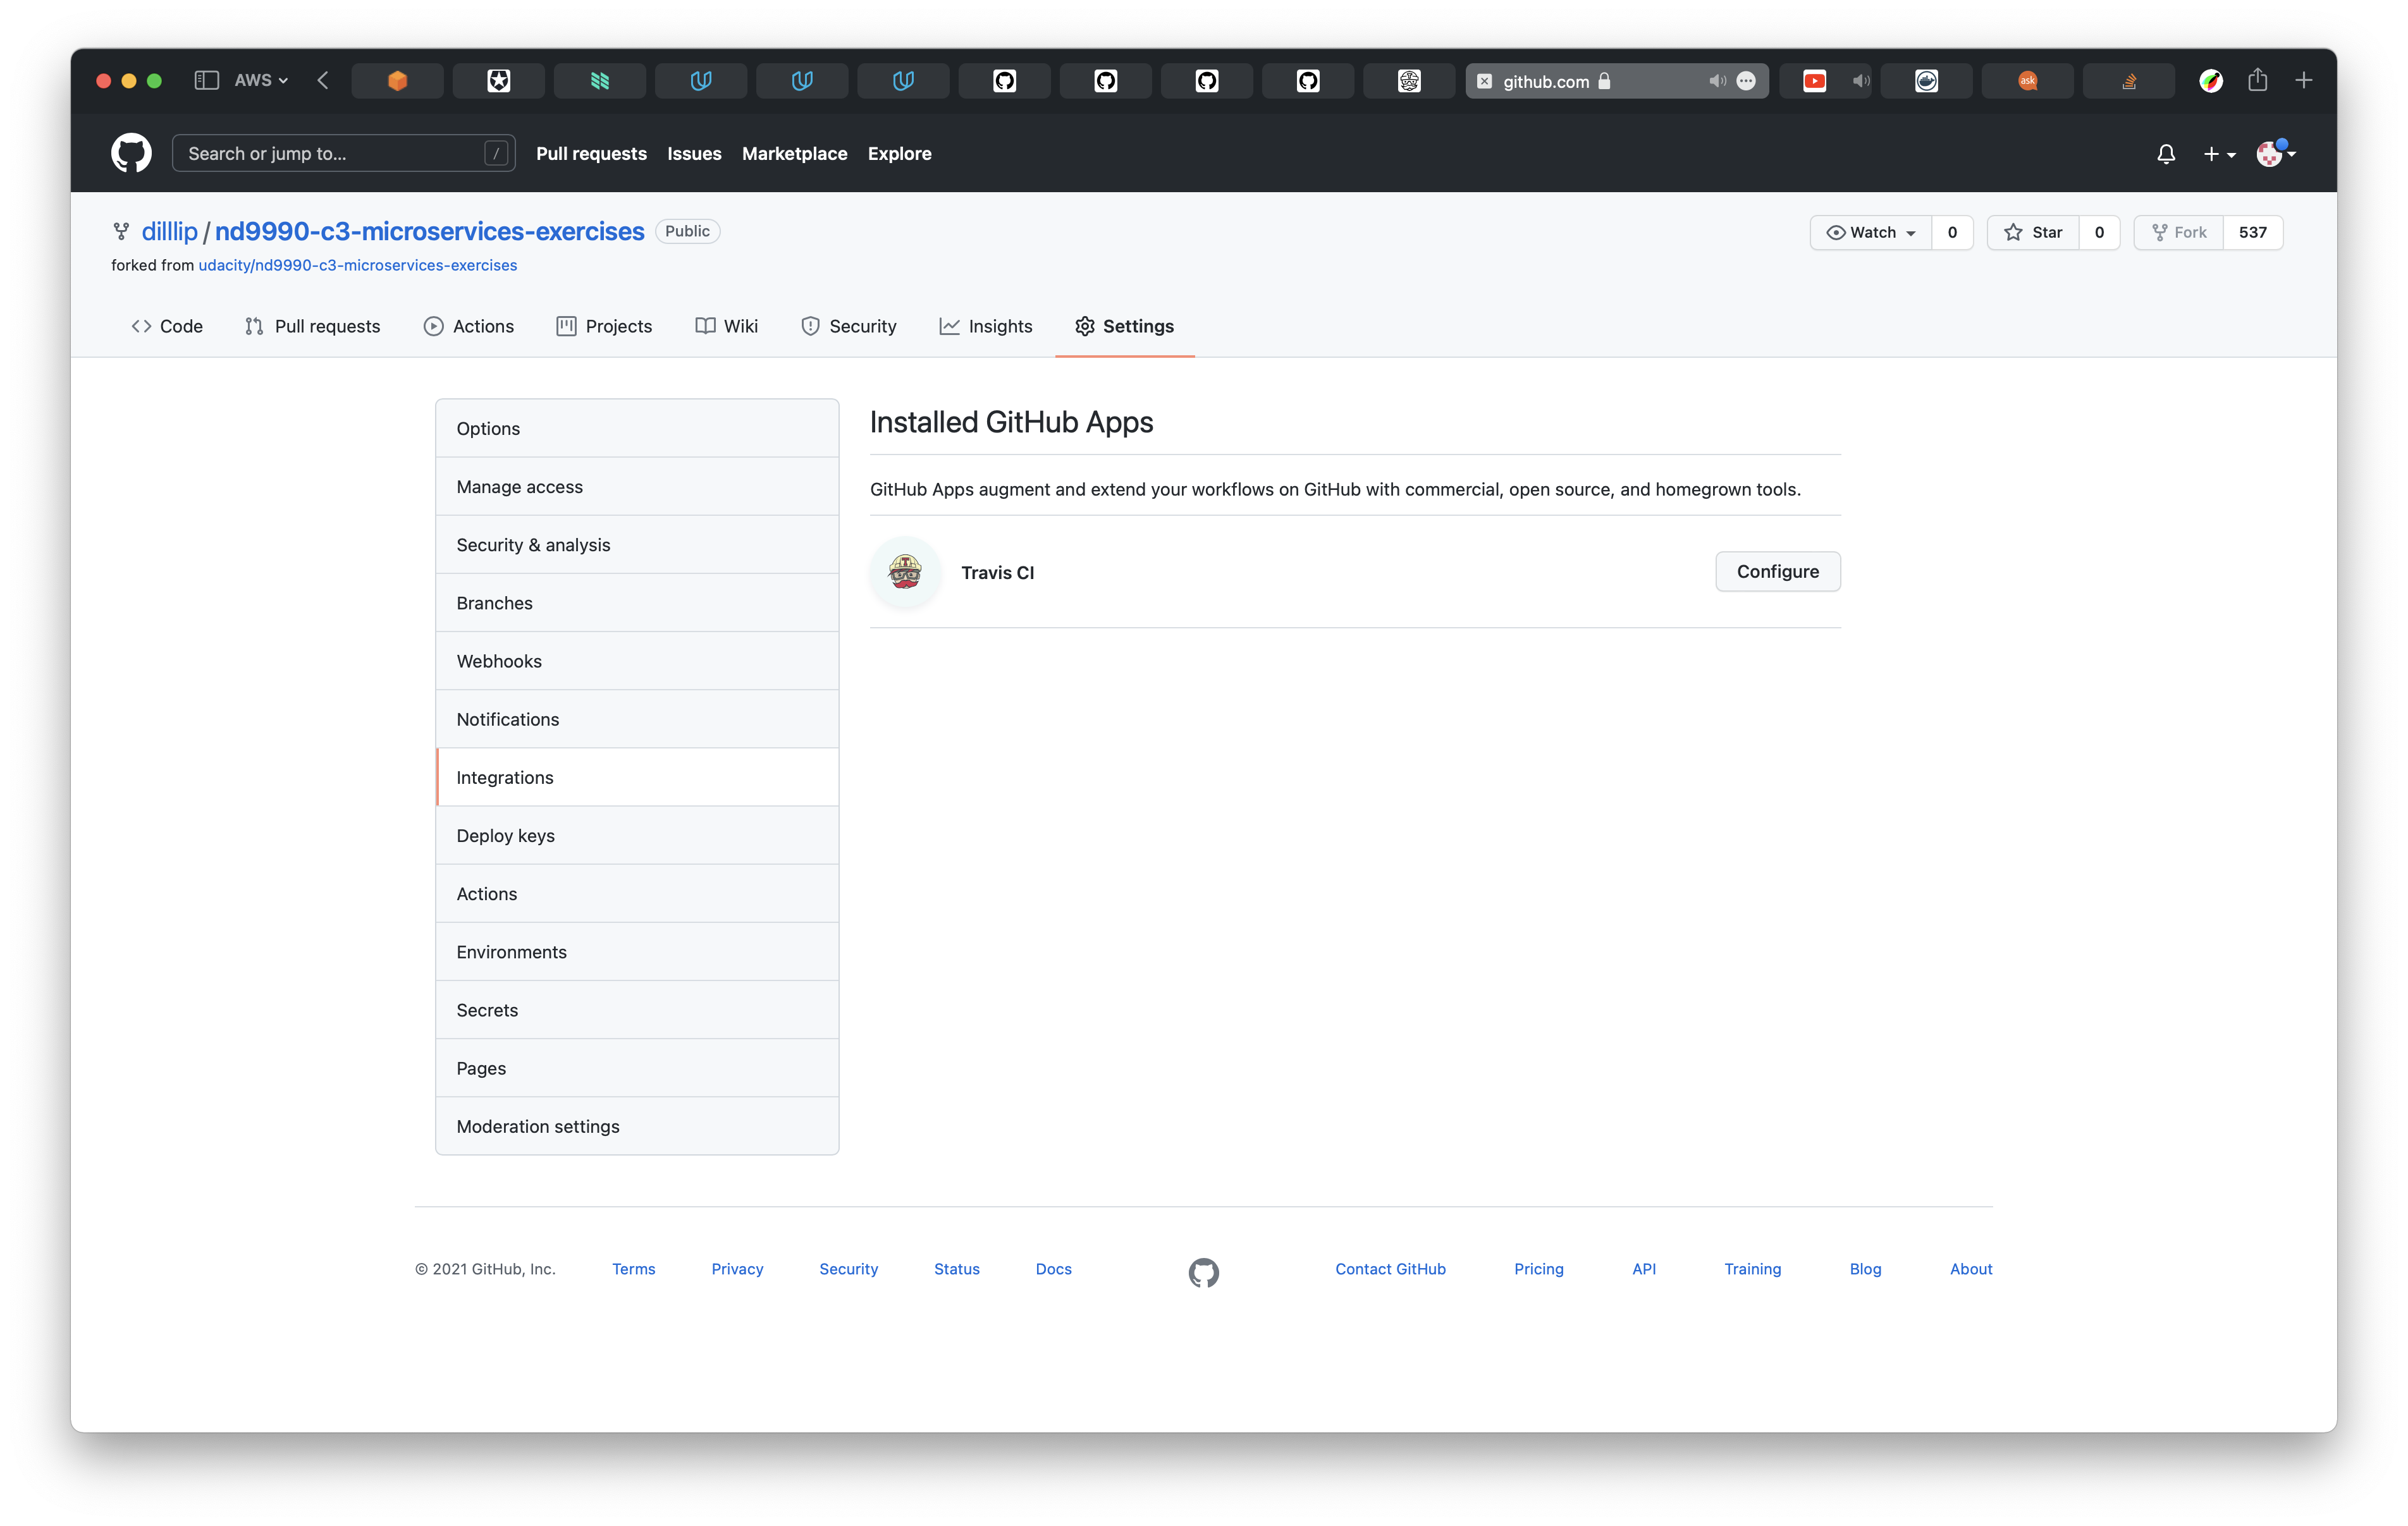 AWS
github.com
ask
Search or jump to... /
Pull requests Issues Marketplace Explore
dilllip / nd9990-c3-microservices-exercises Public
Watch 0 Star 0 Fork 537
forked from udacity/nd9990-c3-microservices-exercises
Code Pull requests Actions Projects Wiki Security Insights Settings
Options
Manage access
Security & analysis
Branches
Webhooks
Notifications
Integrations
Deploy keys
Actions
Environments
Secrets
Pages
Moderation settings
Installed GitHub Apps
GitHub Apps augment and extend your workflows on GitHub with commercial, open source, and homegrown tools.
Travis CI
Configure
© 2021 GitHub, Inc. Terms Privacy Security Status Docs Contact GitHub Pricing API Training Blog About